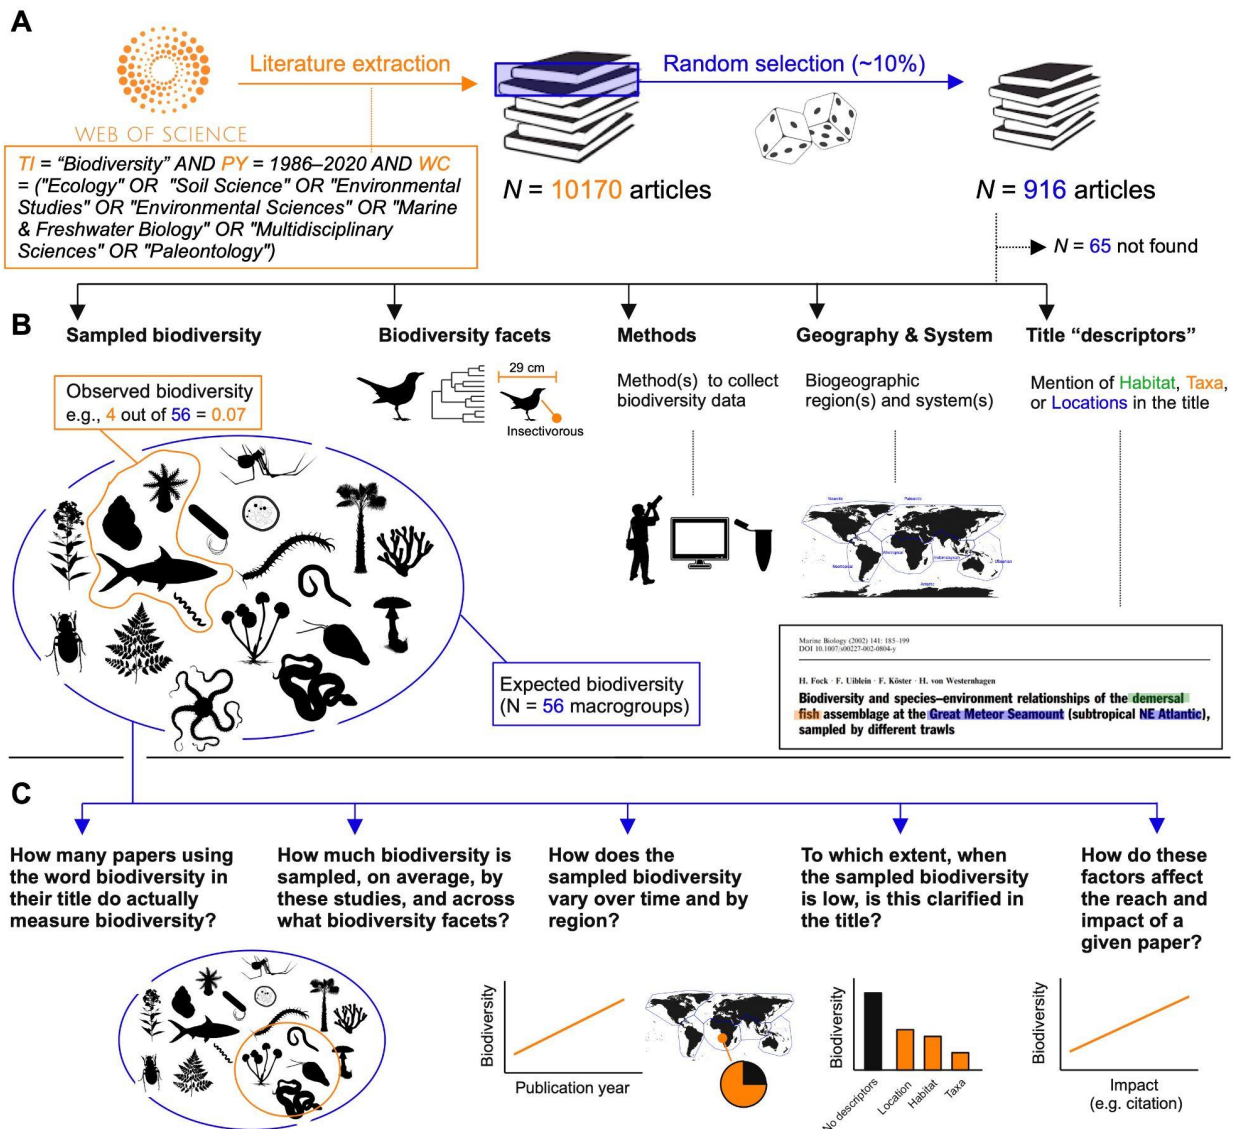 A
WEB OF SCIENCE
Literature extraction
Random selection (~10%)
TI = “Biodiversity” AND PY = 1986–2020 AND WC
= ("Ecology" OR "Soil Science" OR "Environmental
Studies" OR "Environmental Sciences" OR "Marine
& Freshwater Biology" OR "Multidisciplinary
Sciences" OR "Paleontology")
N = 10170 articles
N = 916 articles
N = 65 not found
B
Sampled biodiversity
Biodiversity facets
Methods
Geography & System
Title “descriptors”
Observed biodiversity
e.g., 4 out of 56 = 0.07
29 cm
Insectivorous
Method(s) to collect
biodiversity data
Biogeographic
region(s) and system(s)
Mention of Habitat, Taxa,
or Locations in the title
Expected biodiversity
(N = 56 macrogroups)
Marine Biology (2002) 141: 185–199
DOI 10.1007/s00227-002-0804-y
H. Fock · F. Uiblein · F. Köster · H. von Westernhagen
Biodiversity and species–environment relationships of the demersal
fish assemblage at the Great Meteor Seamount (subtropical NE Atlantic),
sampled by different trawls
C
How many papers using
the word biodiversity in
their title do actually
measure biodiversity?
How much biodiversity is
sampled, on average, by
these studies, and across
what biodiversity facets?
How does the
sampled biodiversity
vary over time and by
region?
To which extent, when
the sampled biodiversity
is low, is this clarified in
the title?
How do these
factors affect
the reach and
impact of a
given paper?
Biodiversity
Publication year
Biodiversity
No descriptors
Location
Habitat
Taxa
Biodiversity
Impact
(e.g. citation)